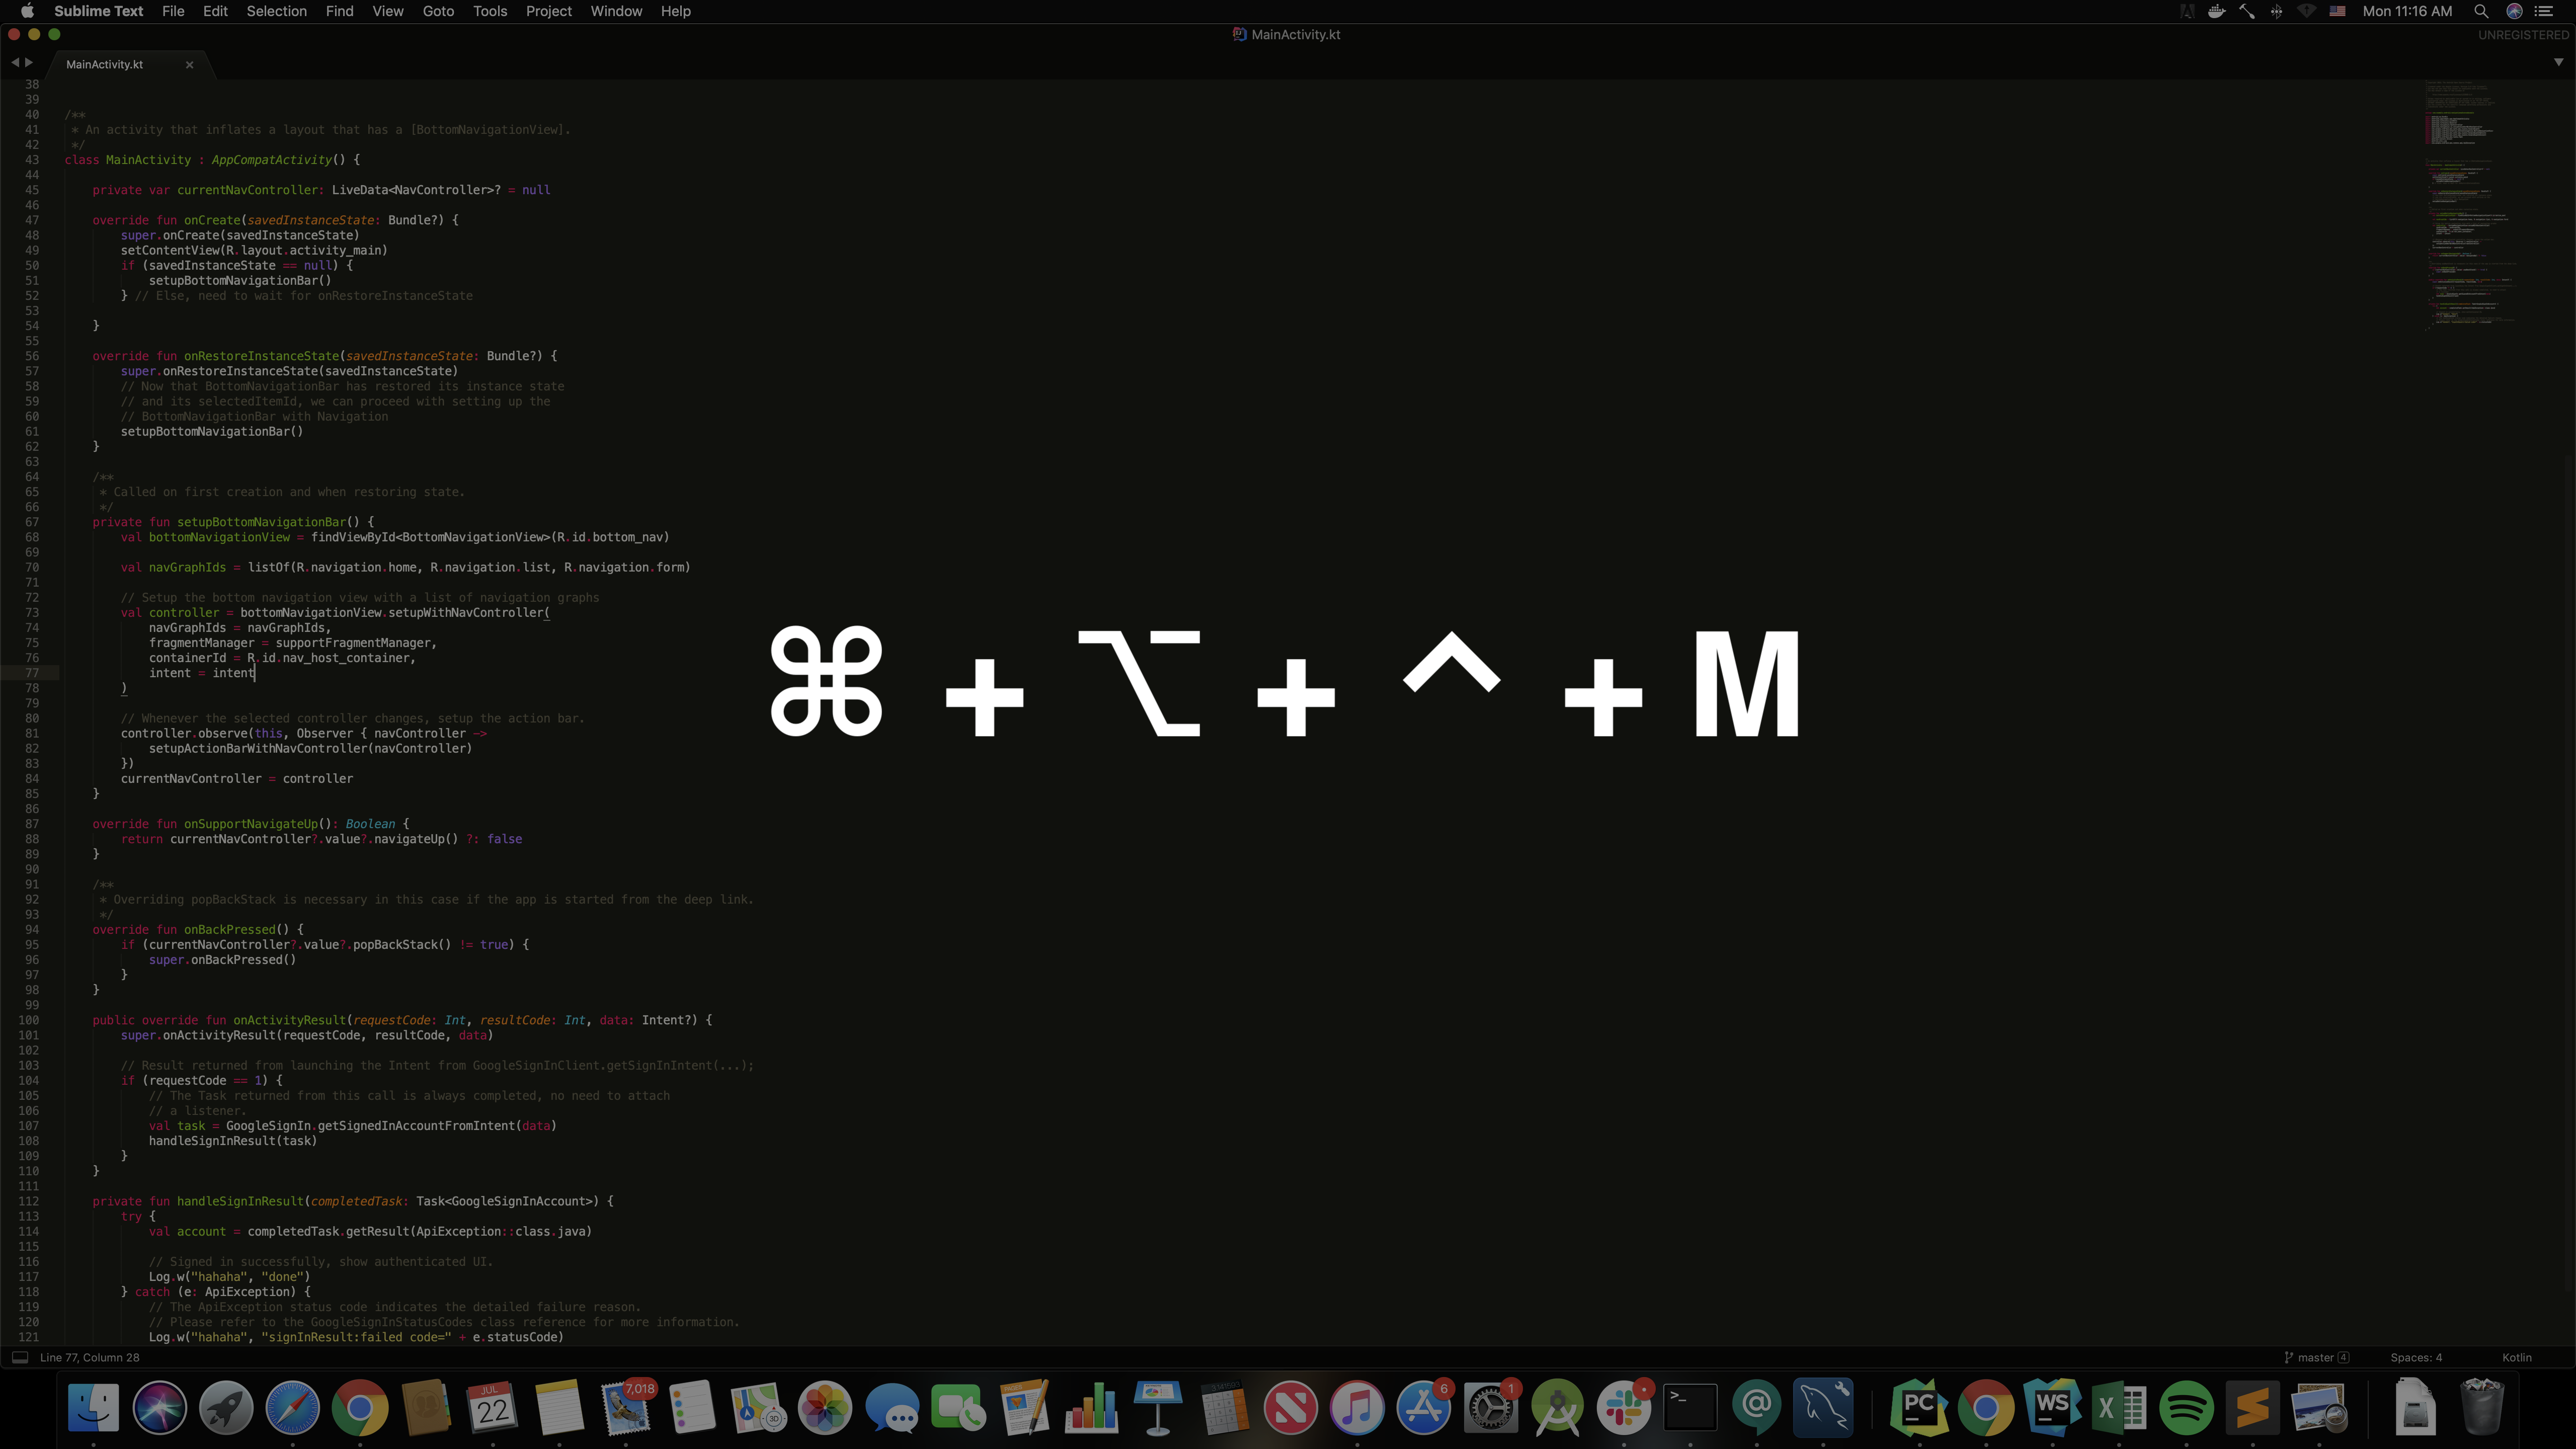 Sublime Text File Edit Selection Find View Goto Tools Project Window Help Mon 11:16 AM
MainActivity.kt UNREGISTERED
MainActivity.kt ×
38
39
40 /**
41 * An activity that inflates a layout that has a [BottomNavigationView].
42 */
43 class MainActivity : AppCompatActivity() {
44
45 private var currentNavController: LiveData<NavController>? = null
46
47 override fun onCreate(savedInstanceState: Bundle?) {
48 super.onCreate(savedInstanceState)
49 setContentView(R.layout.activity_main)
50 if (savedInstanceState == null) {
51 setupBottomNavigationBar()
52 } // Else, need to wait for onRestoreInstanceState
53
54 }
55
56 override fun onRestoreInstanceState(savedInstanceState: Bundle?) {
57 super.onRestoreInstanceState(savedInstanceState)
58 // Now that BottomNavigationBar has restored its instance state
59 // and its selectedItemId, we can proceed with setting up the
60 // BottomNavigationBar with Navigation
61 setupBottomNavigationBar()
62 }
63
64 /**
65 * Called on first creation and when restoring state.
66 */
67 private fun setupBottomNavigationBar() {
68 val bottomNavigationView = findViewById<BottomNavigationView>(R.id.bottom_nav)
69
70 val navGraphIds = listOf(R.navigation.home, R.navigation.list, R.navigation.form)
71
72 // Setup the bottom navigation view with a list of navigation graphs
73 val controller = bottomNavigationView.setupWithNavController(
74 navGraphIds = navGraphIds,
75 fragmentManager = supportFragmentManager,
76 containerId = R.id.nav_host_container,
77 intent = intent
78 )
79
80 // Whenever the selected controller changes, setup the action bar.
81 controller.observe(this, Observer { navController ->
82 setupActionBarWithNavController(navController)
83 })
84 currentNavController = controller
85 }
86
87 override fun onSupportNavigateUp(): Boolean {
88 return currentNavController?.value?.navigateUp() ?: false
89 }
90
91 /**
92 * Overriding popBackStack is necessary in this case if the app is started from the deep link.
93 */
94 override fun onBackPressed() {
95 if (currentNavController?.value?.popBackStack() != true) {
96 super.onBackPressed()
97 }
98 }
99
100 public override fun onActivityResult(requestCode: Int, resultCode: Int, data: Intent?) {
101 super.onActivityResult(requestCode, resultCode, data)
102
103 // Result returned from launching the Intent from GoogleSignInClient.getSignInIntent(...);
104 if (requestCode == 1) {
105 // The Task returned from this call is always completed, no need to attach
106 // a listener.
107 val task = GoogleSignIn.getSignedInAccountFromIntent(data)
108 handleSignInResult(task)
109 }
110 }
111
112 private fun handleSignInResult(completedTask: Task<GoogleSignInAccount>) {
113 try {
114 val account = completedTask.getResult(ApiException::class.java)
115
116 // Signed in successfully, show authenticated UI.
117 Log.w("hahaha", "done")
118 } catch (e: ApiException) {
119 // The ApiException status code indicates the detailed failure reason.
120 // Please refer to the GoogleSignInStatusCodes class reference for more information.
121 Log.w("hahaha", "signInResult:failed code=" + e.statusCode)
⌘ + ⌥ + ^ + M
Line 77, Column 28 master 4 Spaces: 4 Kotlin
JUL 22 7,018 3D 6 1 >_ @ PC WS X